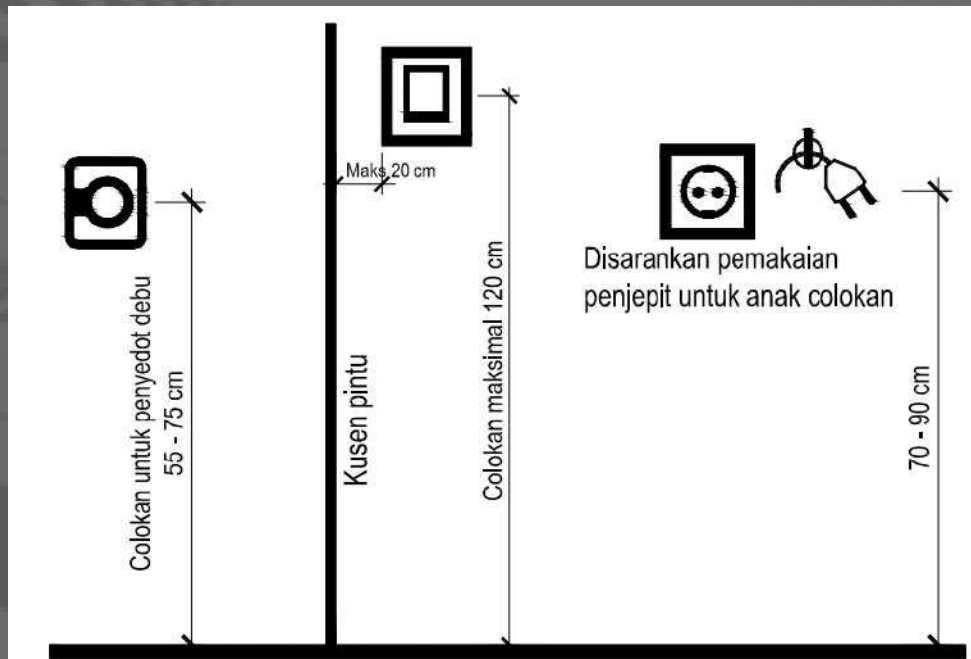 Maks 20 cm
Colokan untuk penyedot debu
55 - 75 cm
Kusen pintu
Colokan maksimal 120 cm
Disarankan pemakaian
penjepit untuk anak colokan
70 - 90 cm